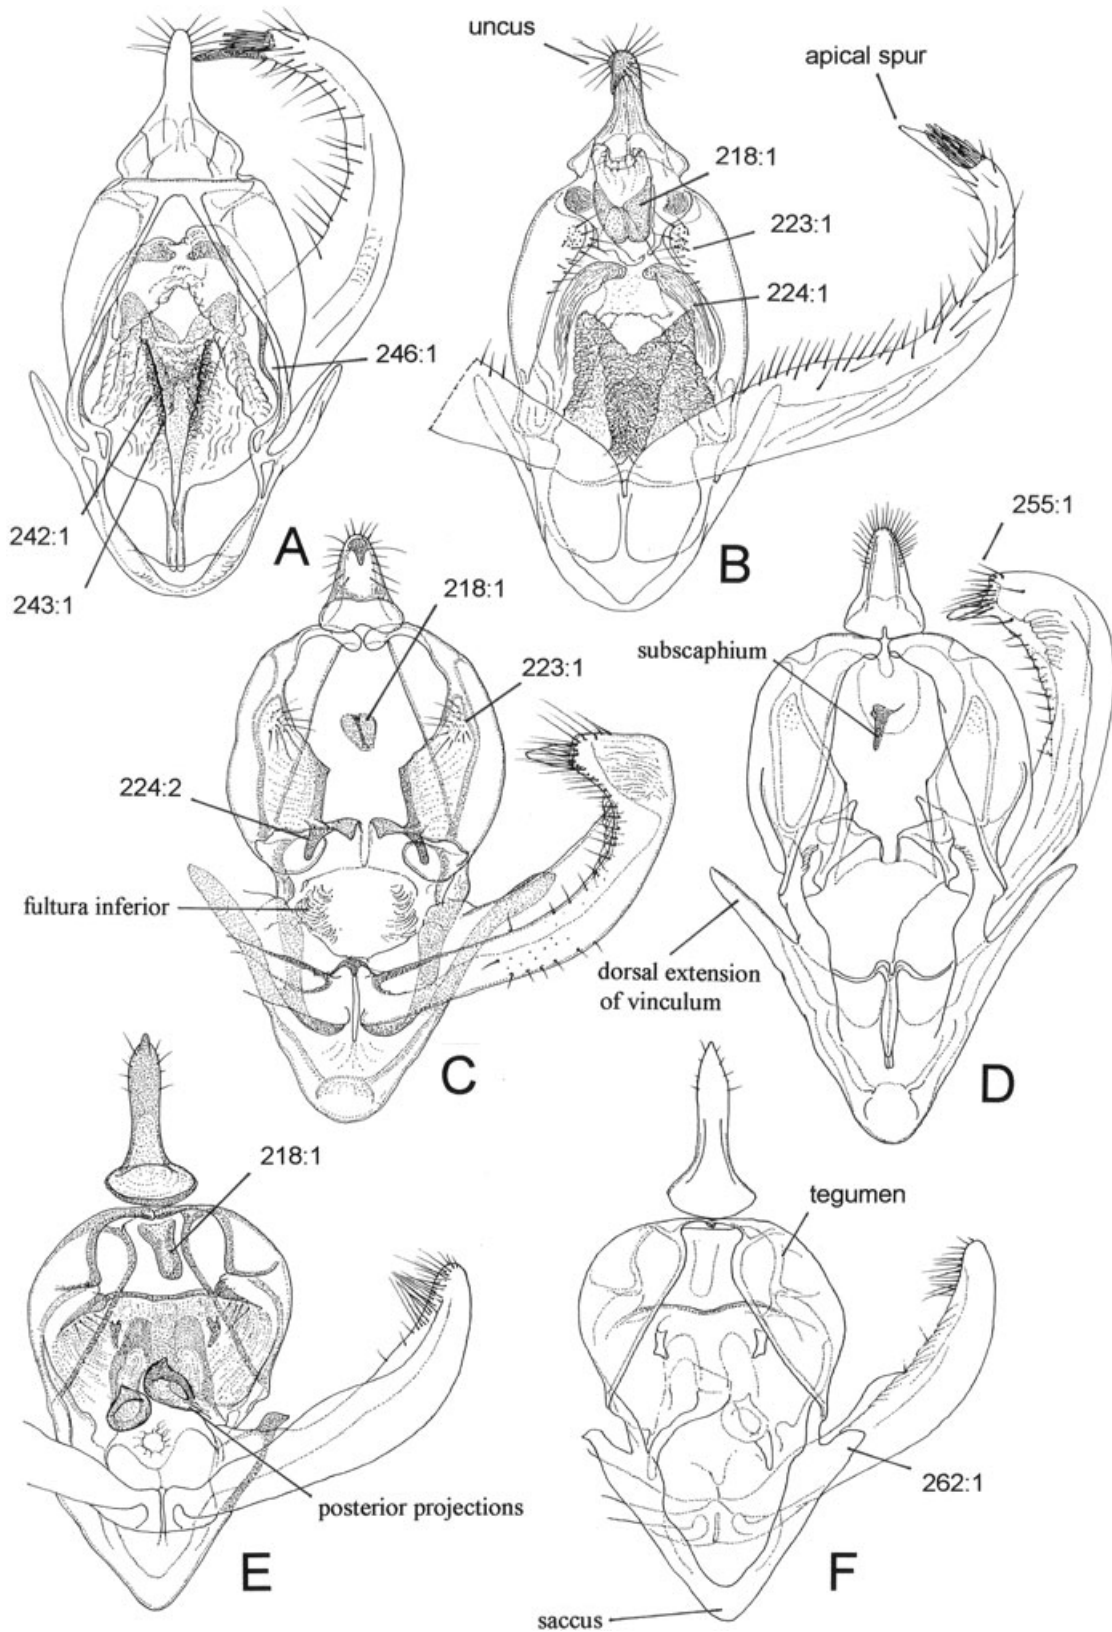 uncus
apical spur
218:1
223:1
224:1
246:1
242:1
243:1
A
B
218:1
255:1
subscaphium
223:1
224:2
fultura inferior
dorsal extension
of vinculum
C
D
218:1
tegumen
262:1
posterior projections
E
F
saccus